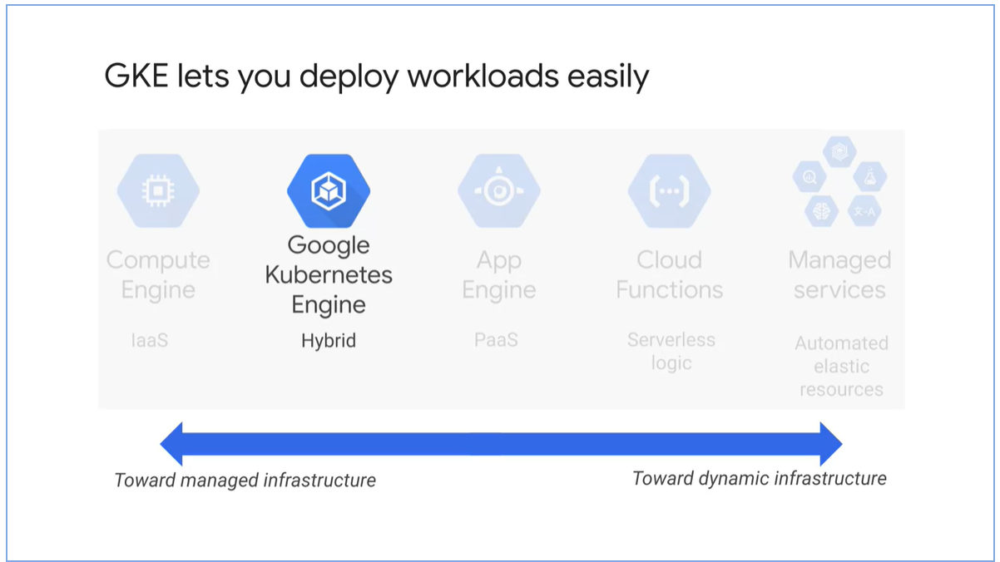 GKE lets you deploy workloads easily
Compute
Engine
IaaS
Google
Kubernetes
Engine
Hybrid
App
Engine
PaaS
Cloud
Functions
Serverless
logic
文-A
Managed
services
Automated
elastic
resources
Toward managed infrastructure
Toward dynamic infrastructure